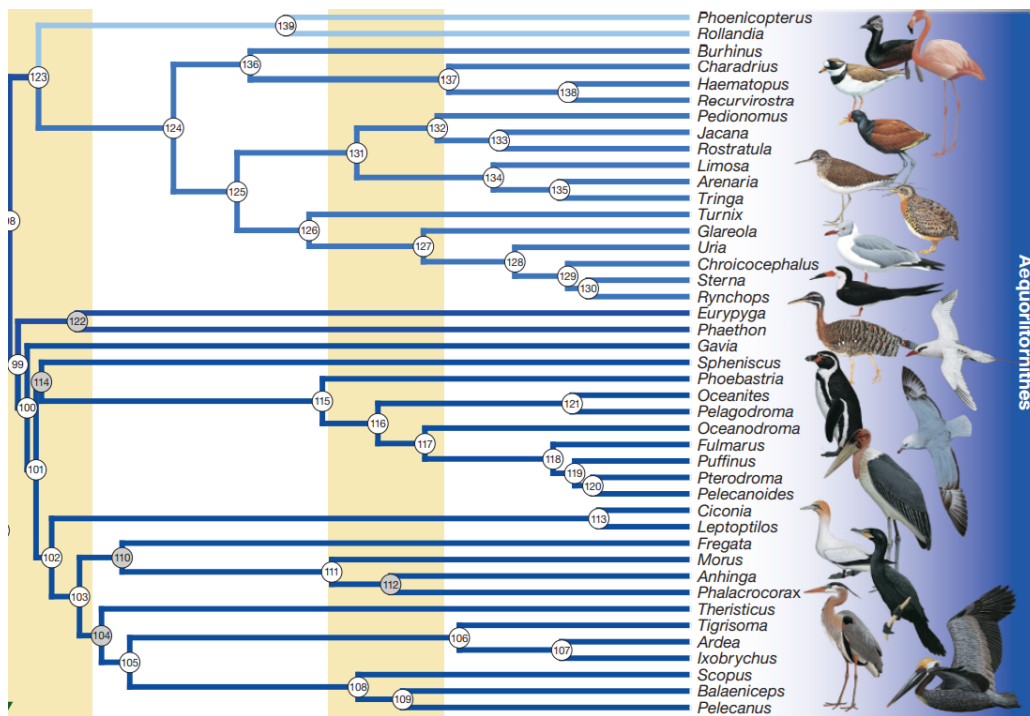 Phoenicopterus
139
Rollandia
Burhinus
136
Charadrius
123
137
Haematopus
138
Recurvirostra
Pedionomus
124
132
Jacana
133
Rostratula
131
Limosa
134
Arenaria
125
135
Tringa
Turnix
126
Glareola
127
Uria
128
Chroicocephalus
129
Sterna
130
Rynchops
Eurypyga
122
Phaethon
Gavia
99
Spheniscus
114
Phoebastria
100
115
Oceanites
121
Pelagodroma
116
Oceanodroma
117
Fulmarus
118
Puffinus
101
119
Pterodroma
120
Pelecanoides
Ciconia
113
Leptoptilos
Fregata
102
110
Morus
111
Anhinga
112
Phalacrocorax
103
Theristicus
104
Tigrisoma
106
Ardea
107
Ixobrychus
105
Scopus
108
Balaeniceps
109
Pelecanus
Aequorlitornithes